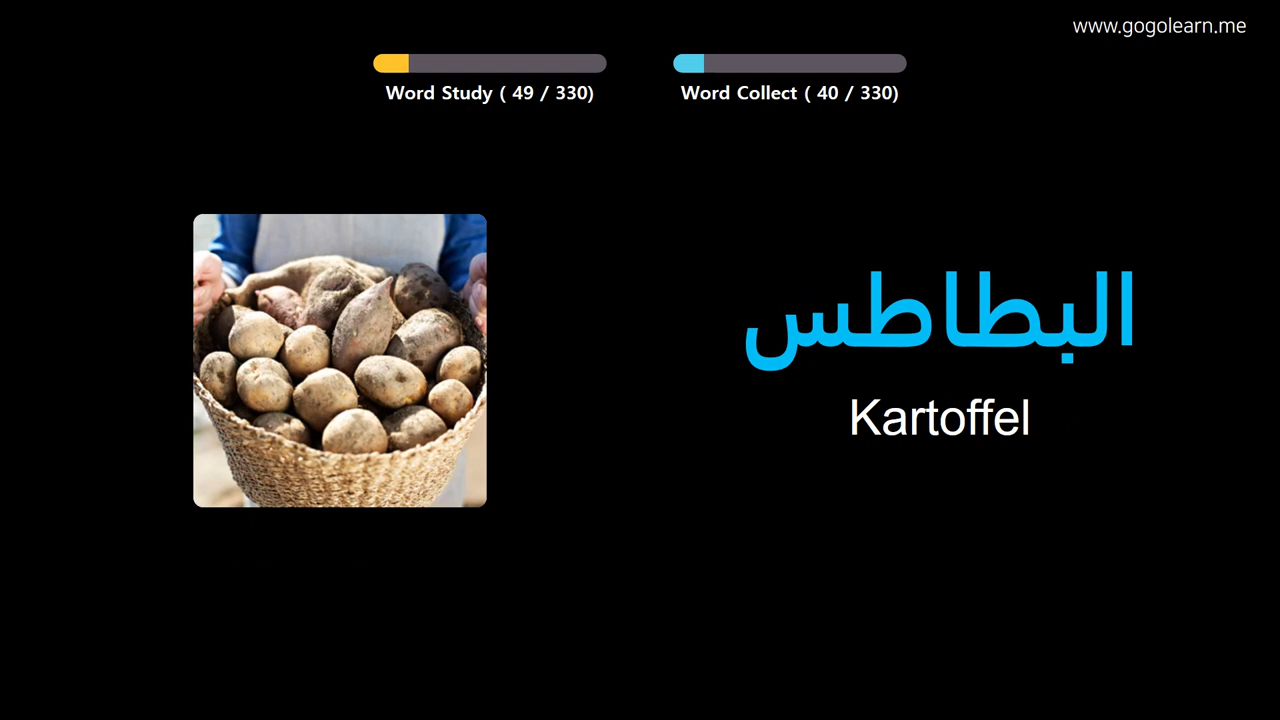 www.gogolearn.me
Word Study ( 49 / 330)
Word Collect ( 40 / 330)
البطاطس
Kartoffel